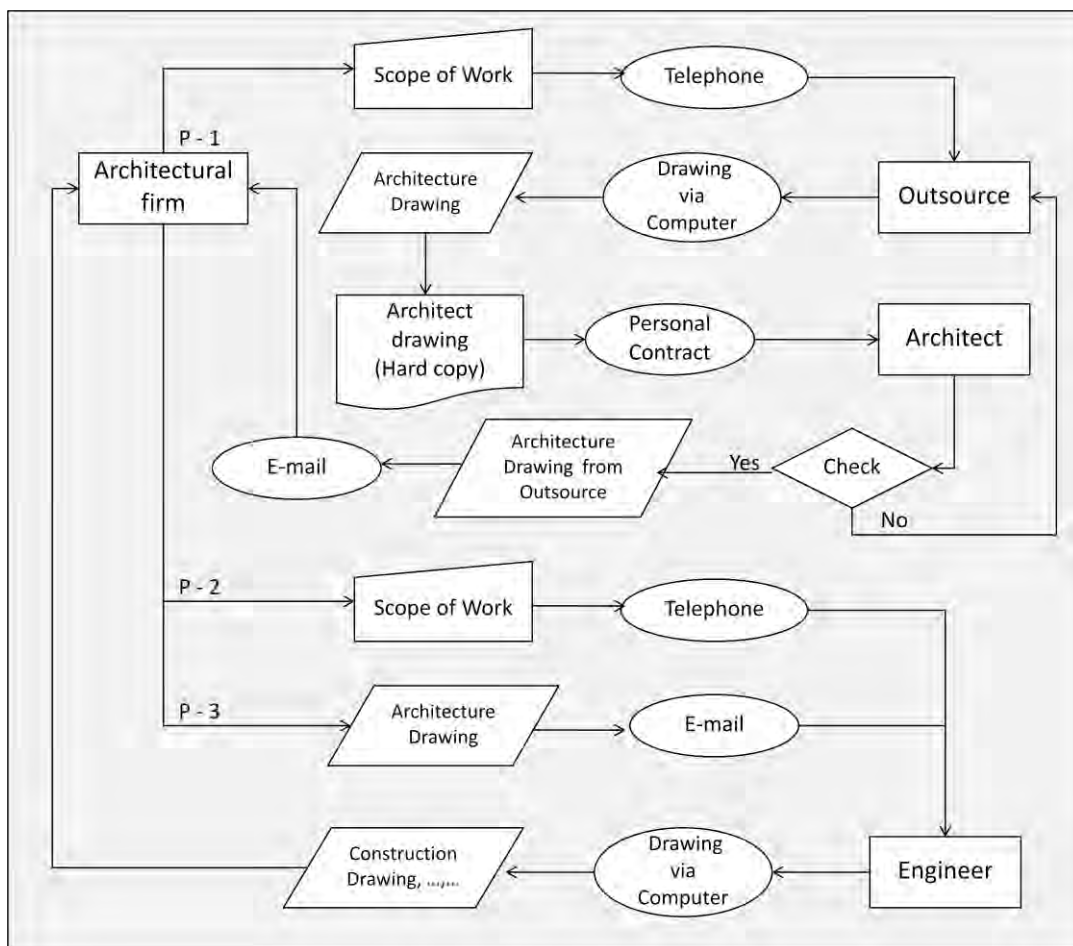 Scope of Work
Telephone
P - 1
Architectural
firm
Architecture
Drawing
Drawing
via
Computer
Outsource
Architect
drawing
(Hard copy)
Personal
Contract
Architect
E-mail
Architecture
Drawing from
Outsource
Yes
Check
No
P - 2
Scope of Work
Telephone
P - 3
Architecture
Drawing
E-mail
Construction
Drawing, ...,...
Drawing
via
Computer
Engineer